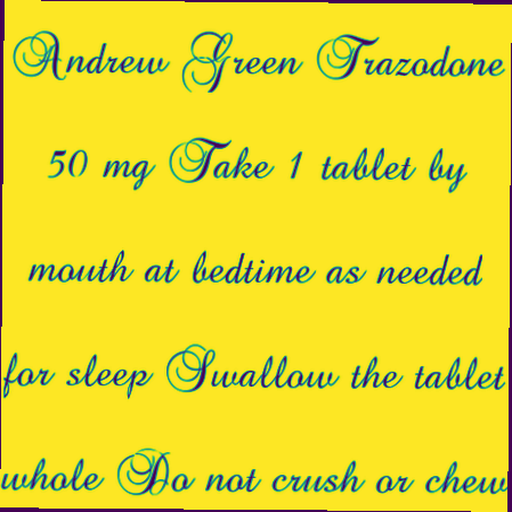 Andrew Green Trazodone
50 mg Take 1 tablet by
mouth at bedtime as needed
for sleep Swallow the tablet
whole Do not crush or chew